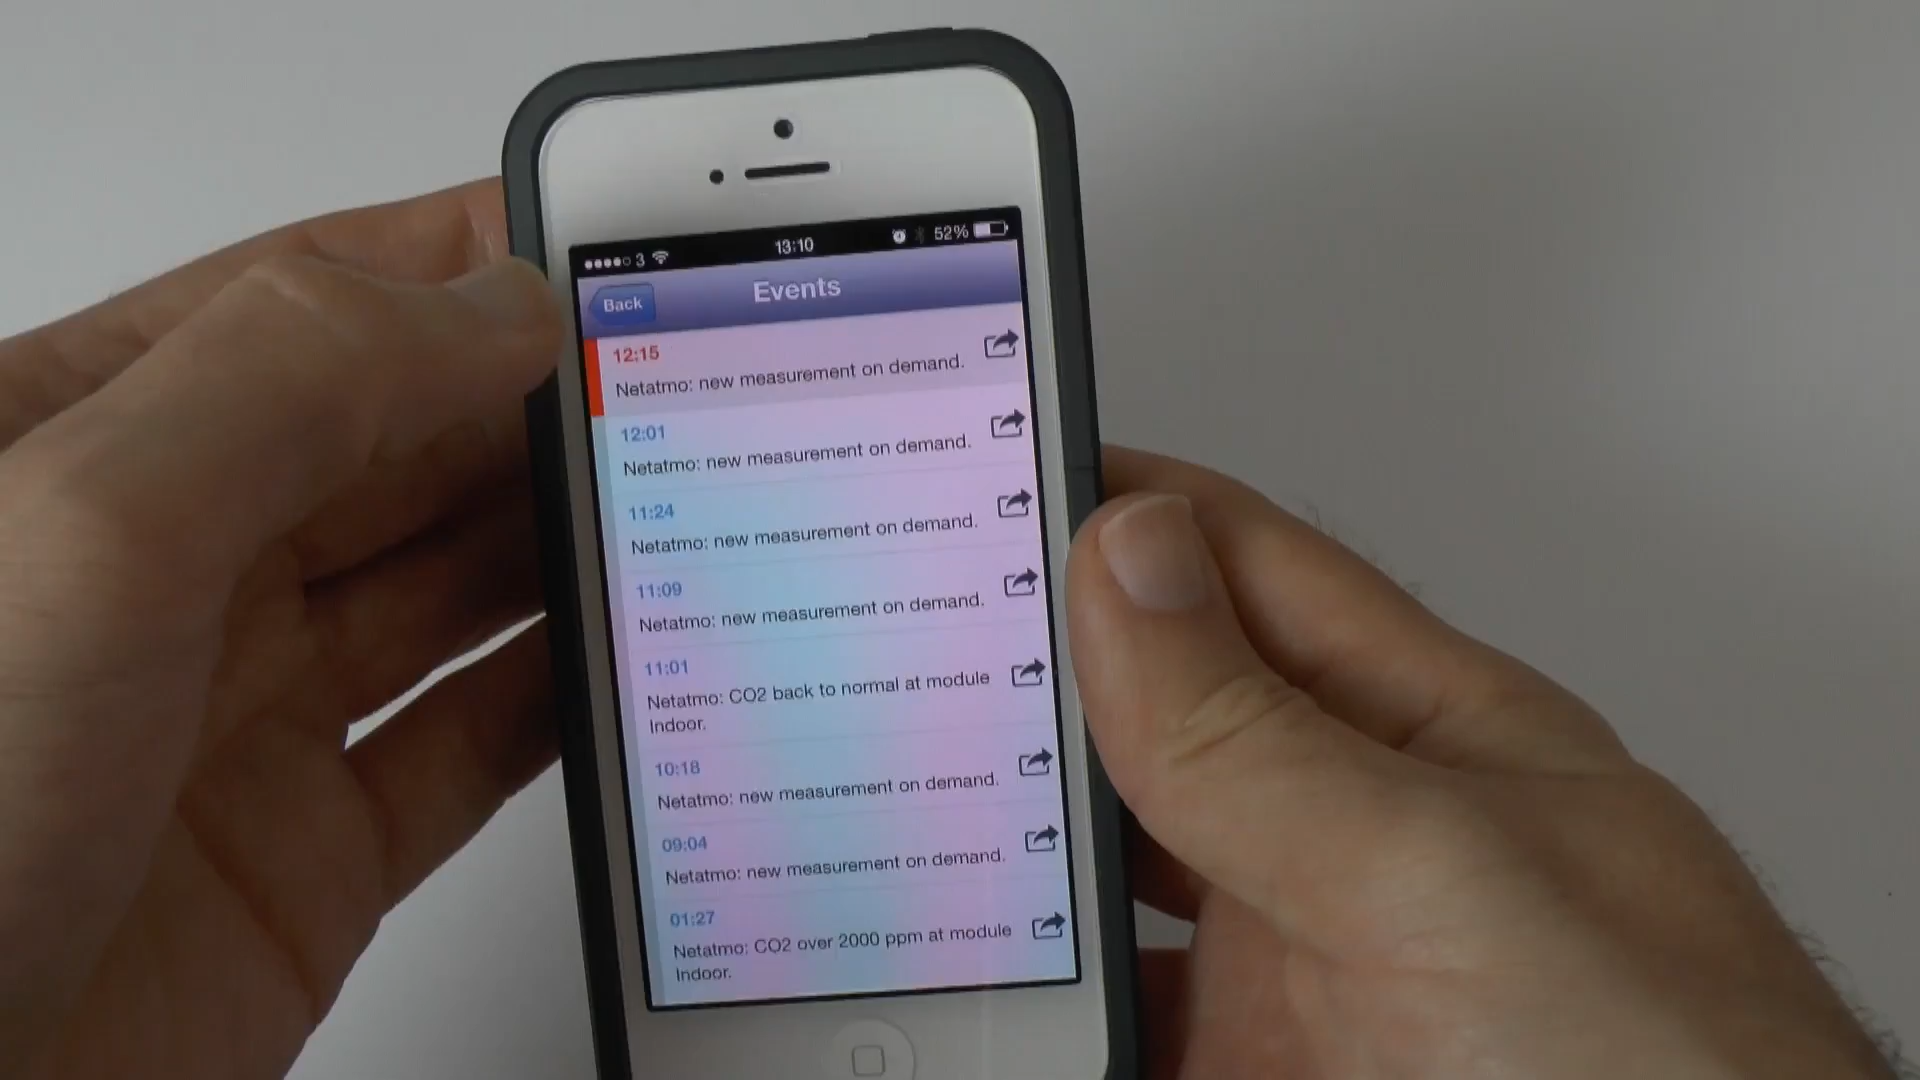 3 13:10 52%
Back Events
12:15
Netatmo: new measurement on demand.
12:01
Netatmo: new measurement on demand.
11:24
Netatmo: new measurement on demand.
11:09
Netatmo: new measurement on demand.
11:01
Netatmo: CO2 back to normal at module
Indoor.
10:18
Netatmo: new measurement on demand.
09:04
Netatmo: new measurement on demand.
01:27
Netatmo: CO2 over 2000 ppm at module
Indoor.